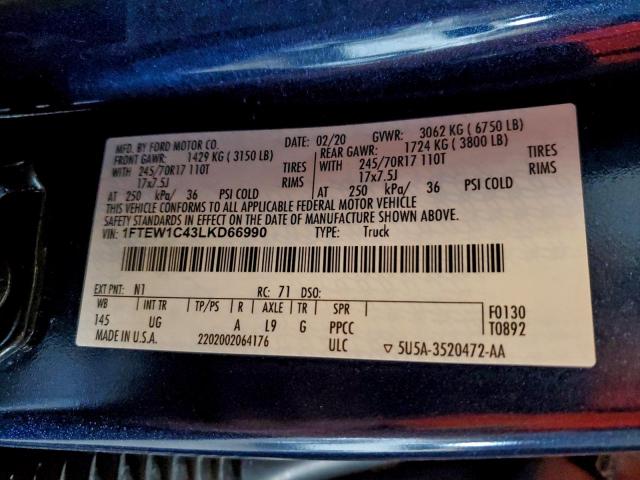 MFD. BY FORD MOTOR CO.
DATE: 02/20 GVWR: 3062 KG (6750 LB)
FRONT GAWR: 1429 KG (3150 LB) REAR GAWR: 1724 KG (3800 LB)
WITH 245/70R17 110T TIRES WITH 245/70R17 110T TIRES
17x7.5J RIMS 17x7.5J RIMS
AT 250 kPa/ 36 PSI COLD AT 250 kPa/ 36 PSI COLD
THIS VEHICLE CONFORMS TO ALL APPLICABLE FEDERAL MOTOR VEHICLE
SAFETY STANDARDS IN EFFECT ON THE DATE OF MANUFACTURE SHOWN ABOVE.
VIN: 1FTEW1C43LKD66990 TYPE: Truck
EXT PNT: N1 RC: 71 DSO:
WB INT TR TP/PS R AXLE TR SPR F0130
145 UG A L9 G PPCC T0892
MADE IN U.S.A. 2202002064176 ULC ▽ 5U5A-3520472-AA